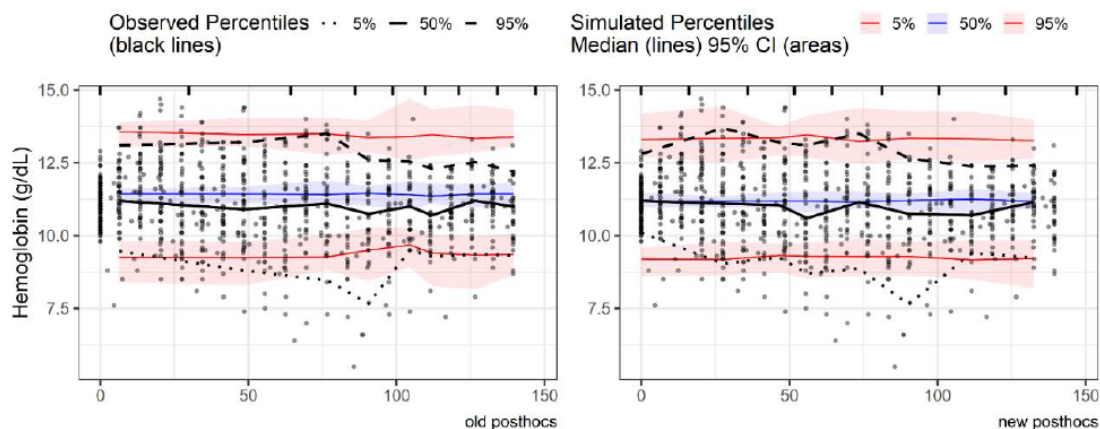 Observed Percentiles 5% 50% 95%
(black lines)
Simulated Percentiles 5% 50% 95%
Median (lines) 95% CI (areas)
Hemoglobin (g/dL)
15.0
12.5
10.0
7.5
0 50 100 150
old posthocs
15.0
12.5
10.0
7.5
0 50 100 150
new posthocs